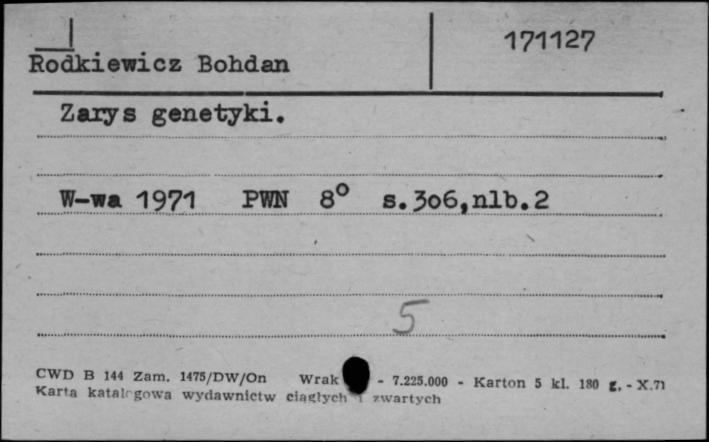 171127
Rodkiewicz Bohdan
Zarys genetyki.
W-wa 1971 PWN 8° s.306,nlb.2
5
CWD B 144 Zam. 1475/DW/On Wrak - 7.225.000 - Karton 5 kl. 180 g. - X.71
Karta katalogowa wydawnictw ciągłych i zwartych